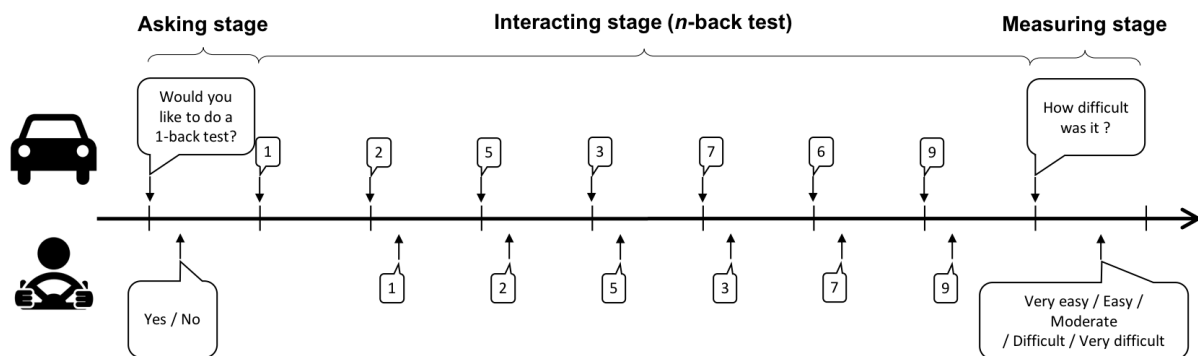 Asking stage
Interacting stage (n-back test)
Measuring stage
Would you
like to do a
1-back test?
How difficult
was it ?
1
2
5
3
7
6
9
1
2
5
3
7
9
Yes / No
Very easy / Easy /
Moderate
/ Difficult / Very difficult